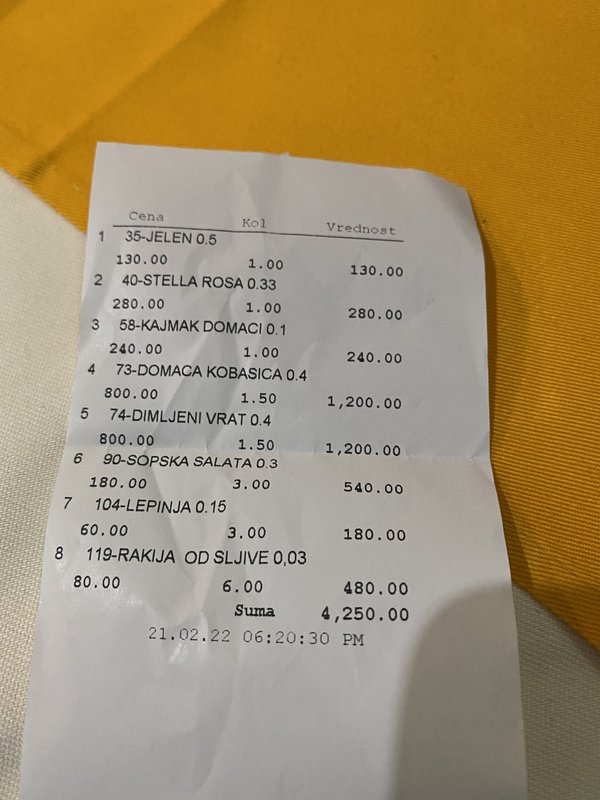 Cena Kol Vrednost
1 35-JELEN 0.5
130.00 1.00 130.00
2 40-STELLA ROSA 0.33
280.00 1.00 280.00
3 58-KAJMAK DOMACI 0.1
240.00 1.00 240.00
4 73-DOMACA KOBASICA 0.4
800.00 1.50 1,200.00
5 74-DIMLJENI VRAT 0.4
800.00 1.50 1,200.00
6 90-SOPSKA SALATA 0.3
180.00 3.00 540.00
7 104-LEPINJA 0.15
60.00 3.00 180.00
8 119-RAKIJA OD SLJIVE 0,03
80.00 6.00 480.00
Suma 4,250.00
21.02.22 06:20:30 PM